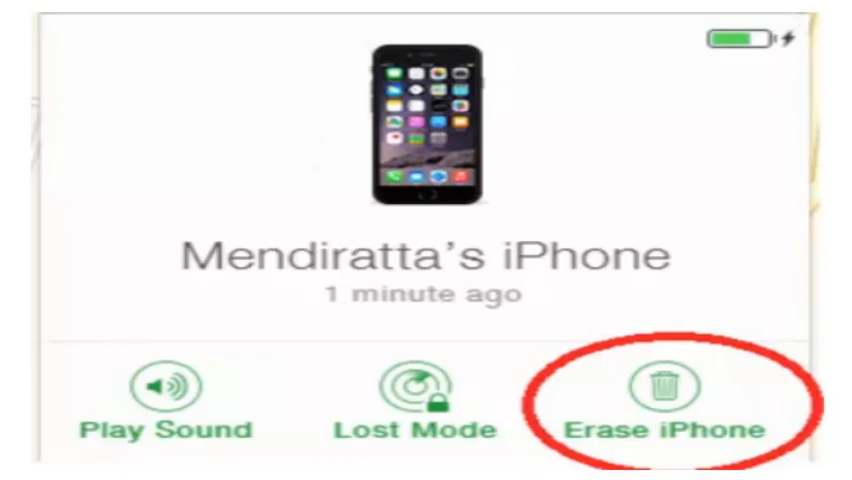 Mendiratta's iPhone
1 minute ago
Play Sound
Lost Mode
Erase iPhone